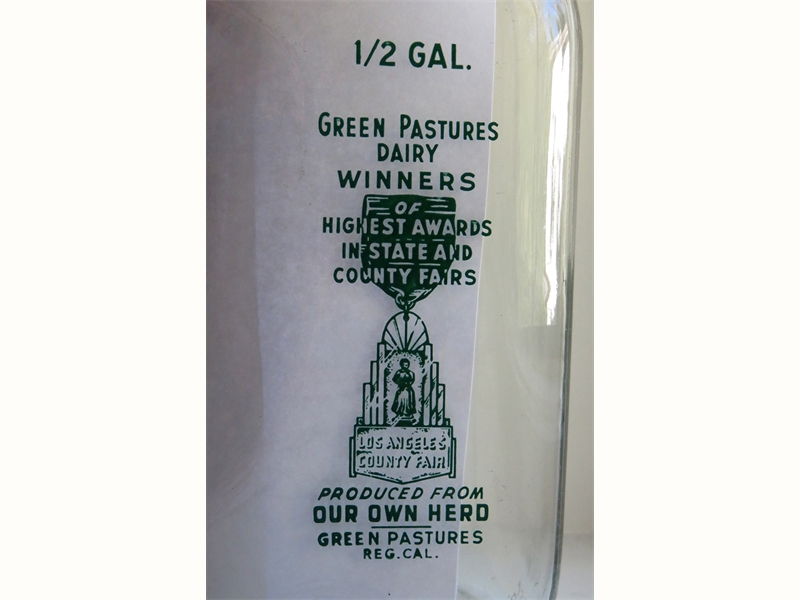 1/2 GAL.
GREEN PASTURES
DAIRY
WINNERS
OF
HIGHEST AWARDS
IN STATE AND
COUNTY FAIRS
LOS ANGELES
COUNTY FAIR
PRODUCED FROM
OUR OWN HERD
GREEN PASTURES
REG. CAL.